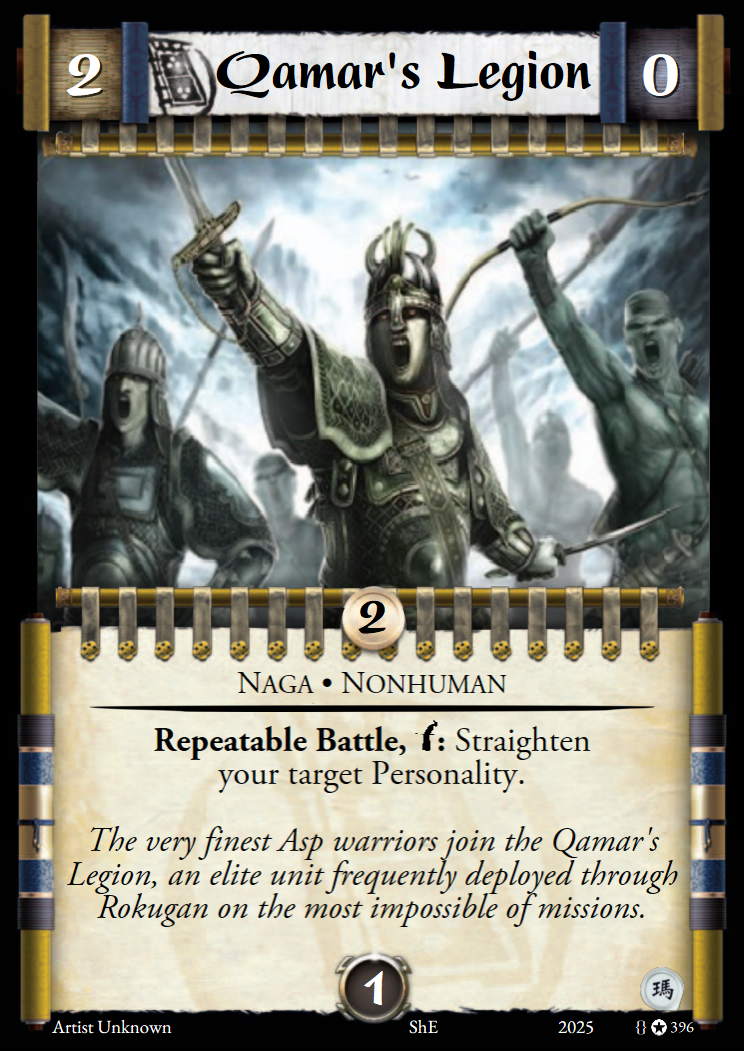 2 Qamar's Legion 0
2
Naga • Nonhuman
Repeatable Battle, : Straighten
your target Personality.
The very finest Asp warriors join the Qamar's
Legion, an elite unit frequently deployed through
Rokugan on the most impossible of missions.
1
瑪
Artist Unknown ShE 2025 {} ✪ 396